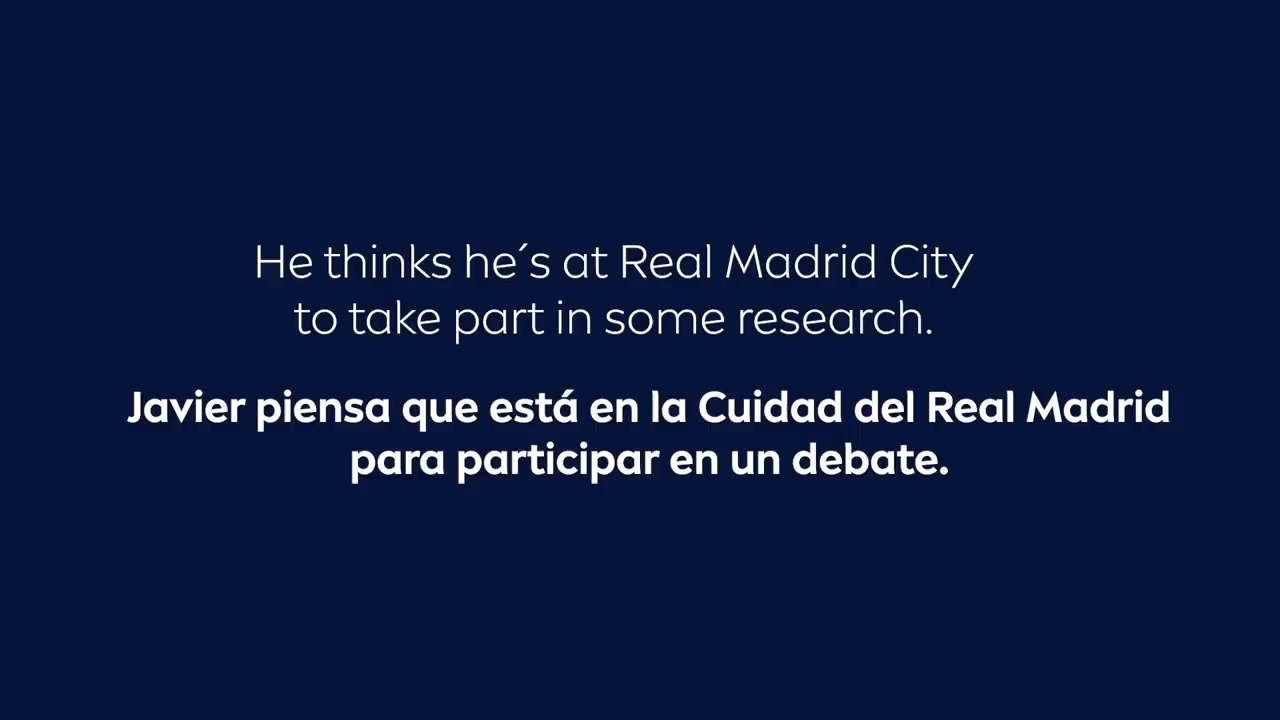 He thinks he´s at Real Madrid City
to take part in some research.
Javier piensa que está en la Cuidad del Real Madrid
para participar en un debate.